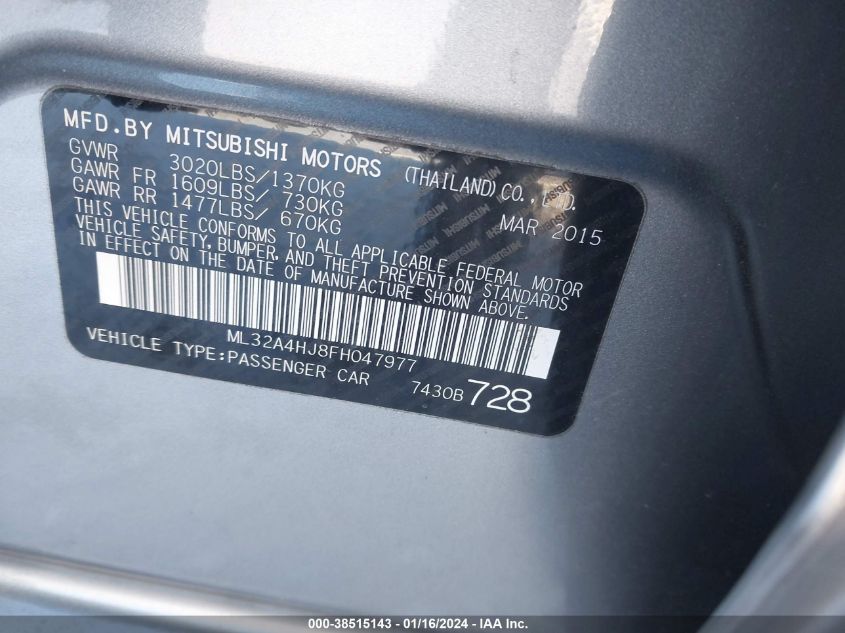 MFD.BY MITSUBISHI MOTORS (THAILAND)CO.,LTD.
GVWR 3020LBS/1370KG
GAWR FR 1609LBS/ 730KG MAR 2015
GAWR RR 1477LBS/ 670KG
THIS VEHICLE CONFORMS TO ALL APPLICABLE FEDERAL MOTOR
VEHICLE SAFETY, BUMPER, AND THEFT PREVENTION STANDARDS
IN EFFECT ON THE DATE OF MANUFACTURE SHOWN ABOVE.
ML32A4HJ8FH047977
VEHICLE TYPE:PASSENGER CAR 7430B 728
000-38515143 - 01/16/2024 - IAA Inc.